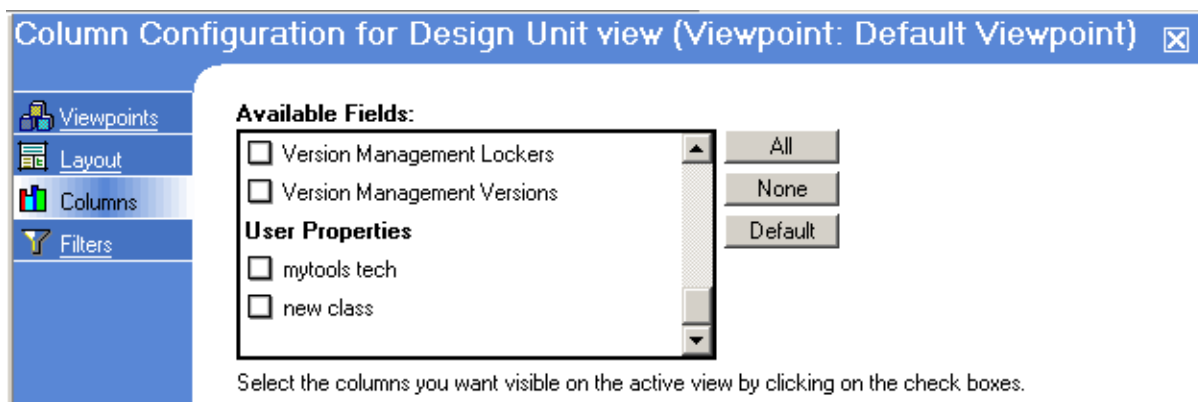 Column Configuration for Design Unit view (Viewpoint: Default Viewpoint)
Viewpoints
Layout
Columns
Filters
Available Fields:
Version Management Lockers
Version Management Versions
User Properties
mytools tech
new class
All
None
Default
Select the columns you want visible on the active view by clicking on the check boxes.